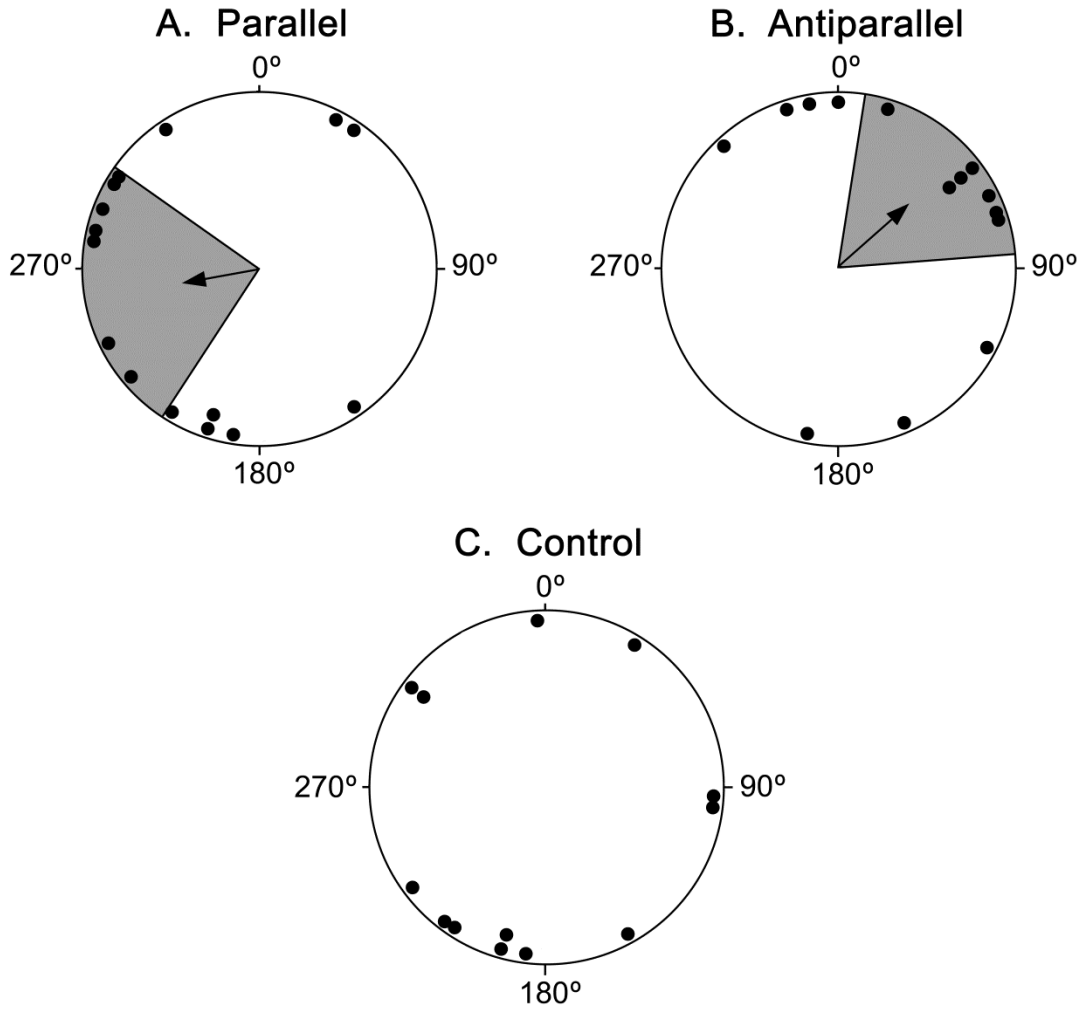 A. Parallel
B. Antiparallel
0º
0º
270º
90º
270º
90º
180º
180º
C. Control
0º
270º
90º
180º